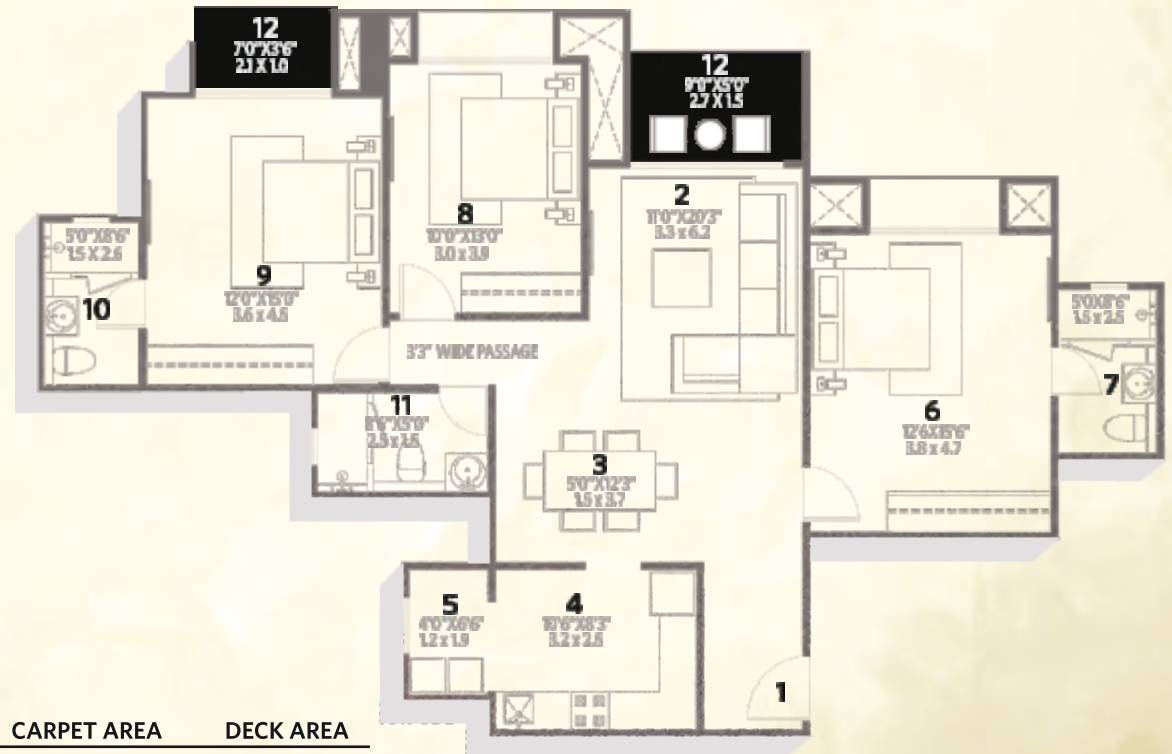 12
7'0"X3'6"
2.1 X 1.0
12
9'0"X5'0"
2.7 X 1.5
2
11'0"X20'3"
3.3 x 6.2
8
10'0"X13'0"
3.0 x 3.9
5'0"X8'6"
1.5 X 2.6
9
12'0"X15'0"
3.6 x 4.5
10
5'0X8'6"
1.5 x 2.5
7
3'3" WIDE PASSAGE
11
8'6"X5'0"
2.5 x 1.5
6
12'6X15'6"
3.8 x 4.7
3
5'0"X12'3"
1.5 x 3.7
5
4'0"X6'6"
1.2 x 1.9
4
10'6"X8'3"
3.2 x 2.5
1
CARPET AREA DECK AREA